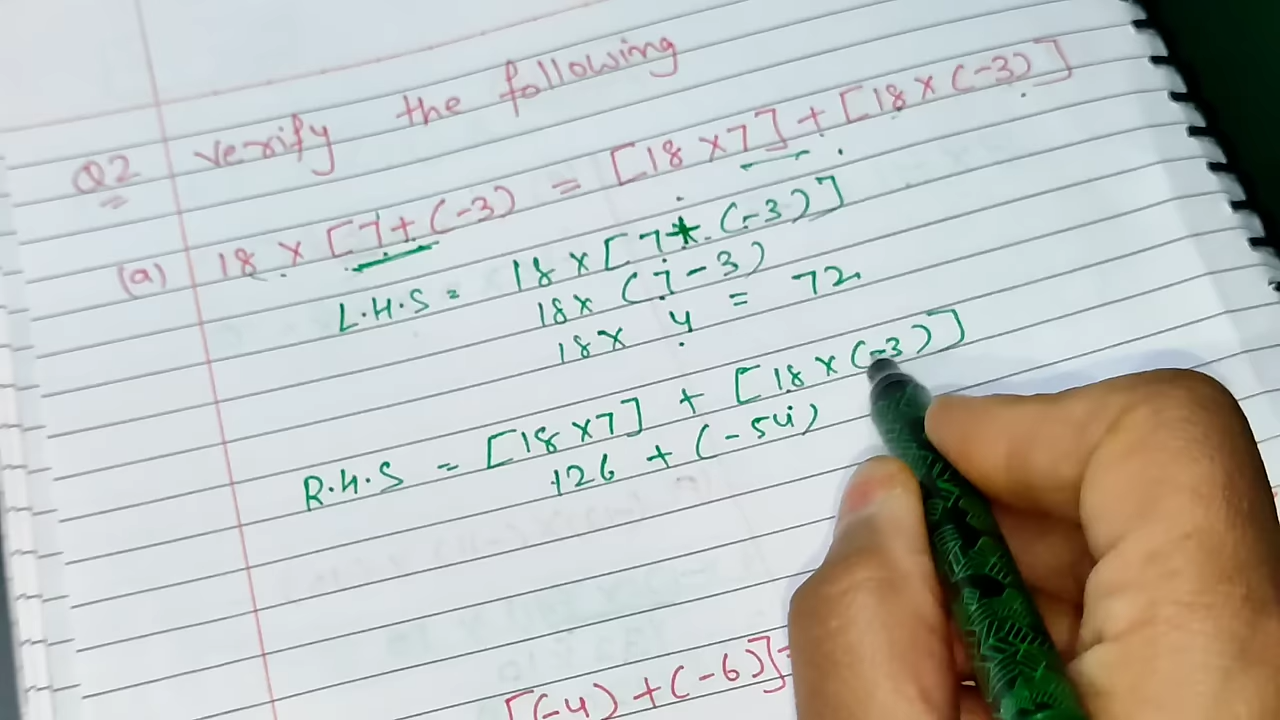 Q2 verify the following
(a) 18 × [7+(-3) = [18 ×7] + [18 × (-3)]
L.H.S = 18 × [7+(-3)]
18× (7-3)
18× 4 = 72
R.H.S = [18×7] + [18 × (-3)]
126 + (-54)
[(-4) + (-6)]=